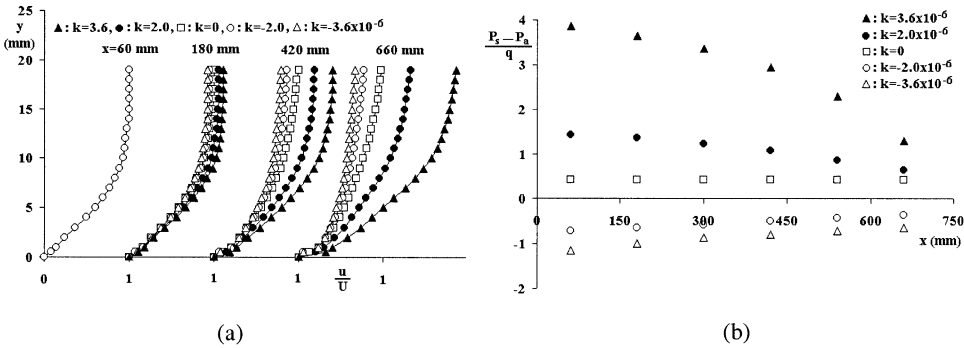 y
(mm)
▲: k=3.6, ●: k=2.0, □: k=0, ○: k=-2.0, △: k=-3.6x10⁻⁶
x=60 mm 180 mm 420 mm 660 mm
25
20
15
10
5
0
0 1 1 1 u/U 1
(a)
Ps – Pa
q
▲: k=3.6x10⁻⁶
●: k=2.0x10⁻⁶
□: k=0
○: k=-2.0x10⁻⁶
△: k=-3.6x10⁻⁶
4
3
2
1
0
-1
-2
0 150 300 450 600 750
x (mm)
(b)